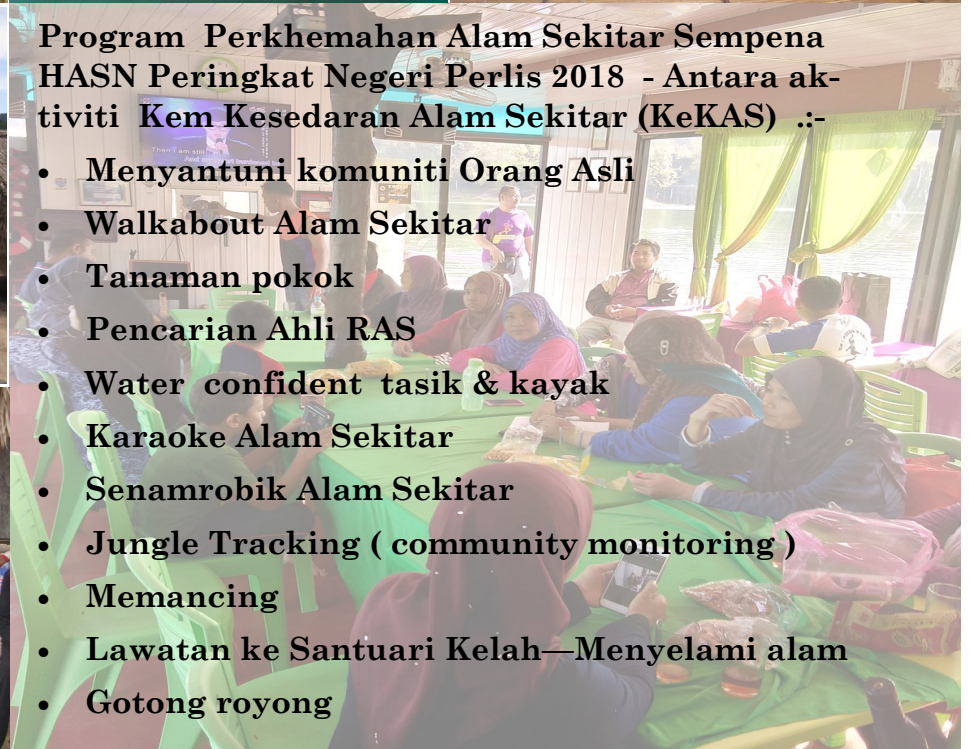 Program Perkhemahan Alam Sekitar Sempena
HASN Peringkat Negeri Perlis 2018 - Antara ak-
tiviti Kem Kesedaran Alam Sekitar (KeKAS) .:-
• Menyantuni komuniti Orang Asli
• Walkabout Alam Sekitar
• Tanaman pokok
• Pencarian Ahli RAS
• Water confident tasik & kayak
• Karaoke Alam Sekitar
• Senamrobik Alam Sekitar
• Jungle Tracking ( community monitoring )
• Memancing
• Lawatan ke Santuari Kelah—Menyelami alam
• Gotong royong